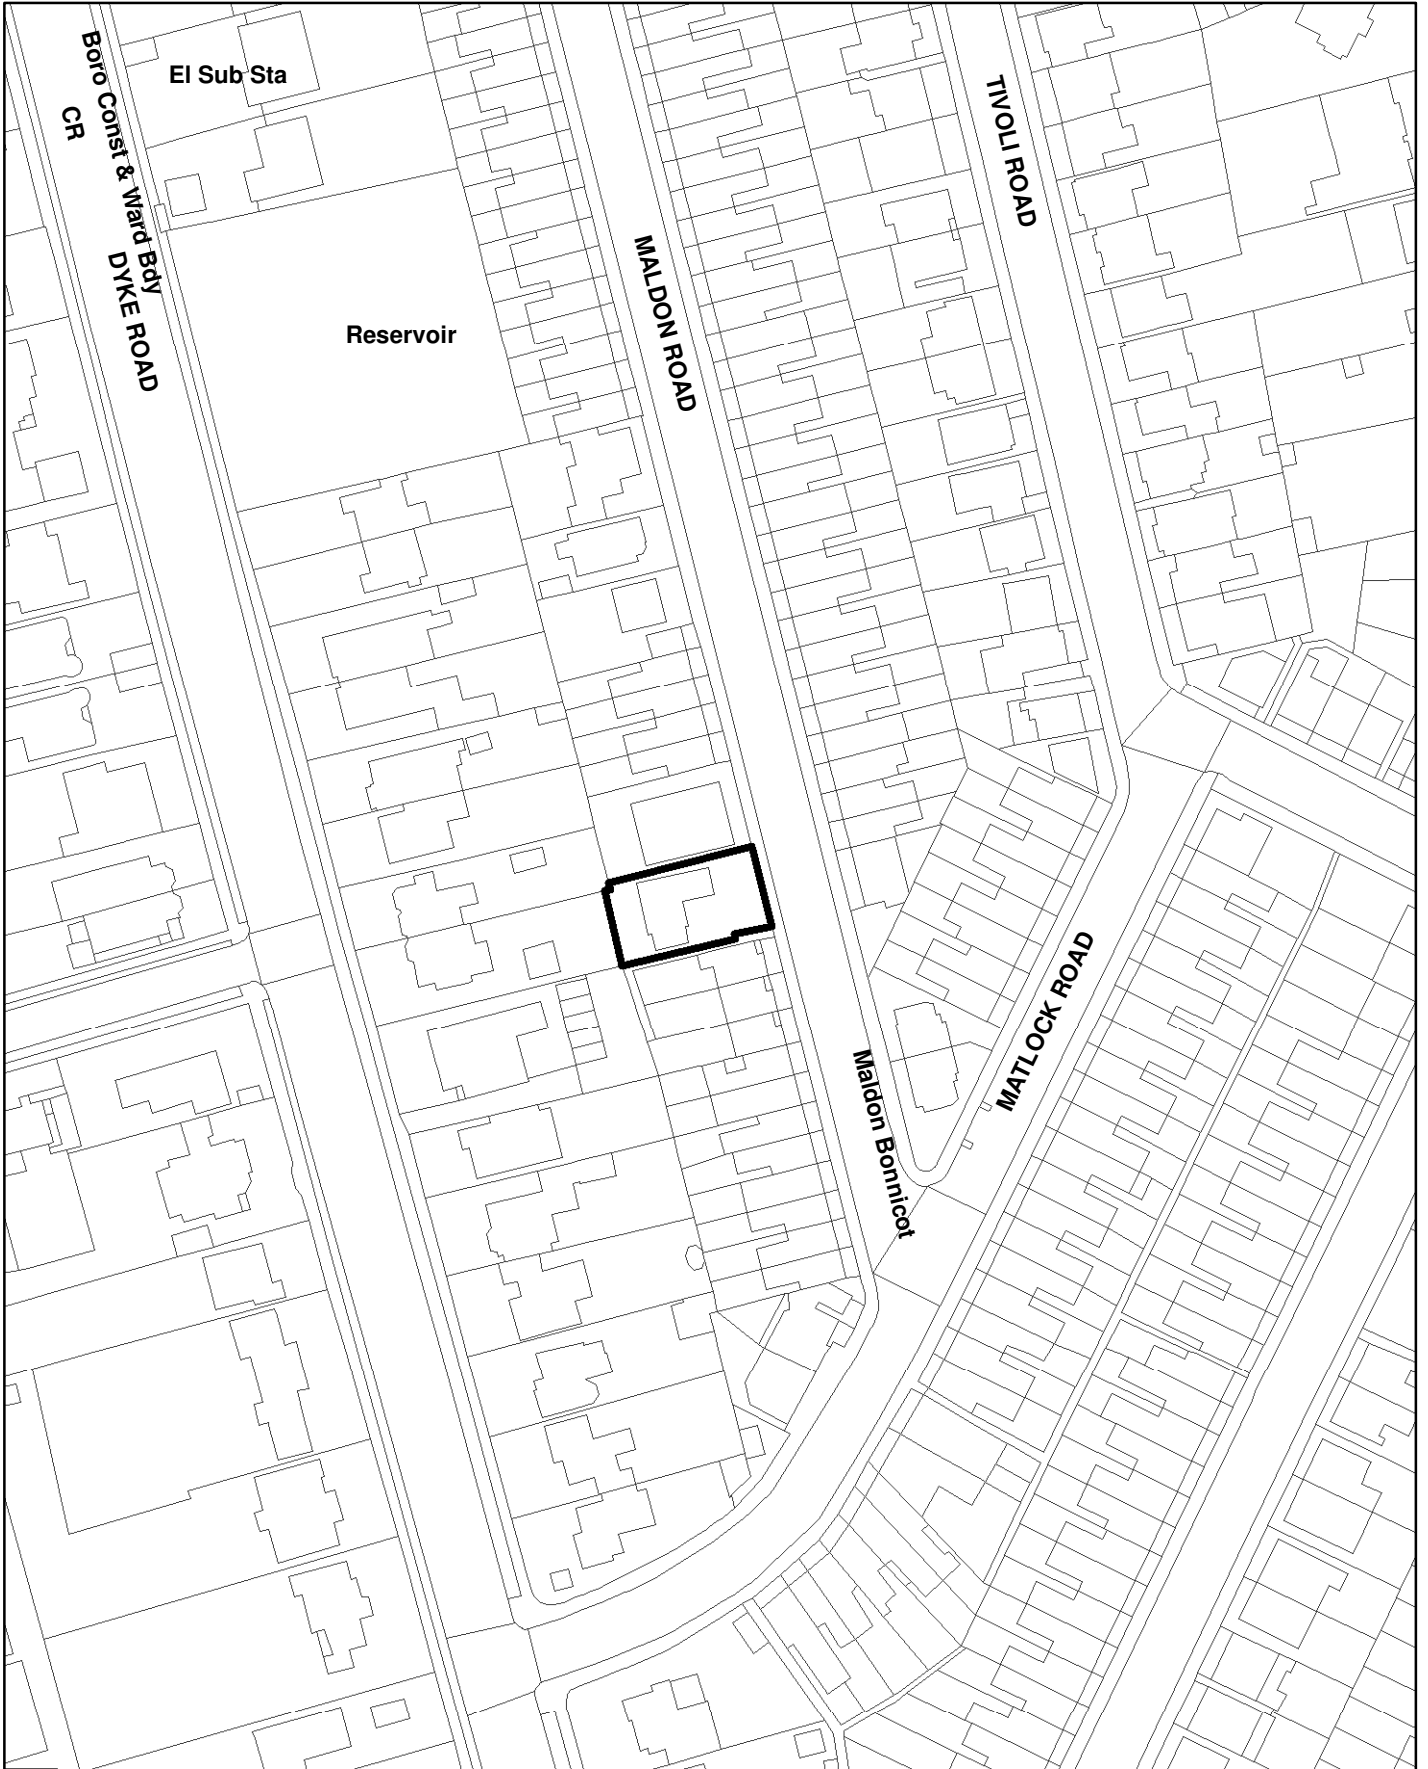 El Sub Sta
Boro Const & Ward Bdy
CR
DYKE ROAD
TIVOLI ROAD
MALDON ROAD
Reservoir
MATLOCK ROAD
Maldon Bonnicot